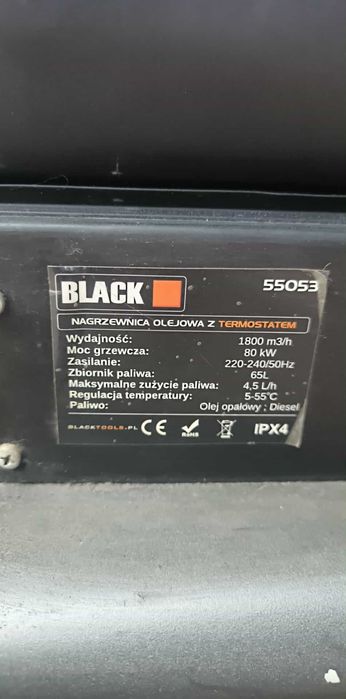 BLACK 55053
NAGRZEWNICA OLEJOWA Z TERMOSTATEM
Wydajność: 1800 m3/h
Moc grzewcza: 80 kW
Zasilanie: 220-240/50Hz
Zbiornik paliwa: 65L
Maksymalne zużycie paliwa: 4,5 L/h
Regulacja temperatury: 5-55°C
Paliwo: Olej opałowy ; Diesel
BLACKTOOLS.PL CE RoHS IPX4